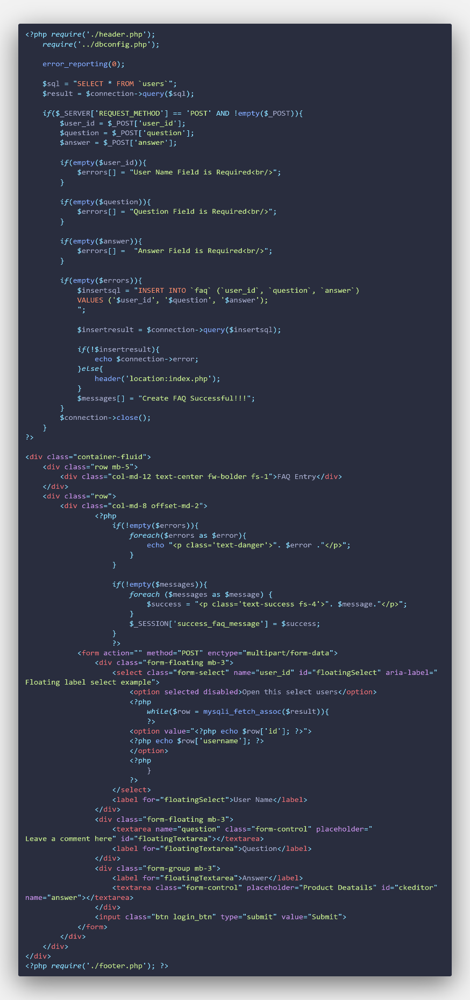 <?php require('./header.php');
    require('../dbconfig.php');

    error_reporting(0);

    $sql = "SELECT * FROM `users`";
    $result = $connection->query($sql);

    if($_SERVER['REQUEST_METHOD'] == 'POST' AND !empty($_POST)){
        $user_id = $_POST['user_id'];
        $question = $_POST['question'];
        $answer = $_POST['answer'];

        if(empty($user_id)){
            $errors[] = "User Name Field is Required<br/>";
        }

        if(empty($question)){
            $errors[] = "Question Field is Required<br/>";
        }

        if(empty($answer)){
            $errors[] =  "Answer Field is Required<br/>";
        }

        if(empty($errors)){
            $insertsql = "INSERT INTO `faq` (`user_id`, `question`, `answer`)
            VALUES ('$user_id', '$question', '$answer');
            ";

            $insertresult = $connection->query($insertsql);

            if(!$insertresult){
                echo $connection->error;
            }else{
                header('location:index.php');
            }
            $messages[] = "Create FAQ Successful!!!";
        }
        $connection->close();
    }
?>

<div class="container-fluid">
    <div class="row mb-5">
        <div class="col-md-12 text-center fw-bolder fs-1">FAQ Entry</div>
    </div>
    <div class="row">
        <div class="col-md-8 offset-md-2">
                <?php
                    if(!empty($errors)){
                        foreach($errors as $error){
                            echo "<p class='text-danger'>". $error ."</p>";
                        }
                    }

                    if(!empty($messages)){
                        foreach ($messages as $message) {
                            $success = "<p class='text-success fs-4'>". $message."</p>";
                        }
                        $_SESSION['success_faq_message'] = $success;
                    }
                    ?>
            <form action="" method="POST" enctype="multipart/form-data">
                <div class="form-floating mb-3">
                    <select class="form-select" name="user_id" id="floatingSelect" aria-label="
Floating label select example">
                        <option selected disabled>Open this select users</option>
                        <?php
                            while($row = mysqli_fetch_assoc($result)){
                            ?>
                        <option value="<?php echo $row['id']; ?>">
                        <?php echo $row['username']; ?>
                        </option>
                        <?php
                            }
                        ?>
                    </select>
                    <label for="floatingSelect">User Name</label>
                </div>
                <div class="form-floating mb-3">
                    <textarea name="question" class="form-control" placeholder="
Leave a comment here" id="floatingTextarea"></textarea>
                    <label for="floatingTextarea">Question</label>
                </div>
                <div class="form-group mb-3">
                    <label for="floatingTextarea">Answer</label>
                    <textarea class="form-control" placeholder="Product Deatails" id="ckeditor"
name="answer"></textarea>
                </div>
                <input class="btn login_btn" type="submit" value="Submit">
            </form>
        </div>
    </div>
</div>
<?php require('./footer.php'); ?>